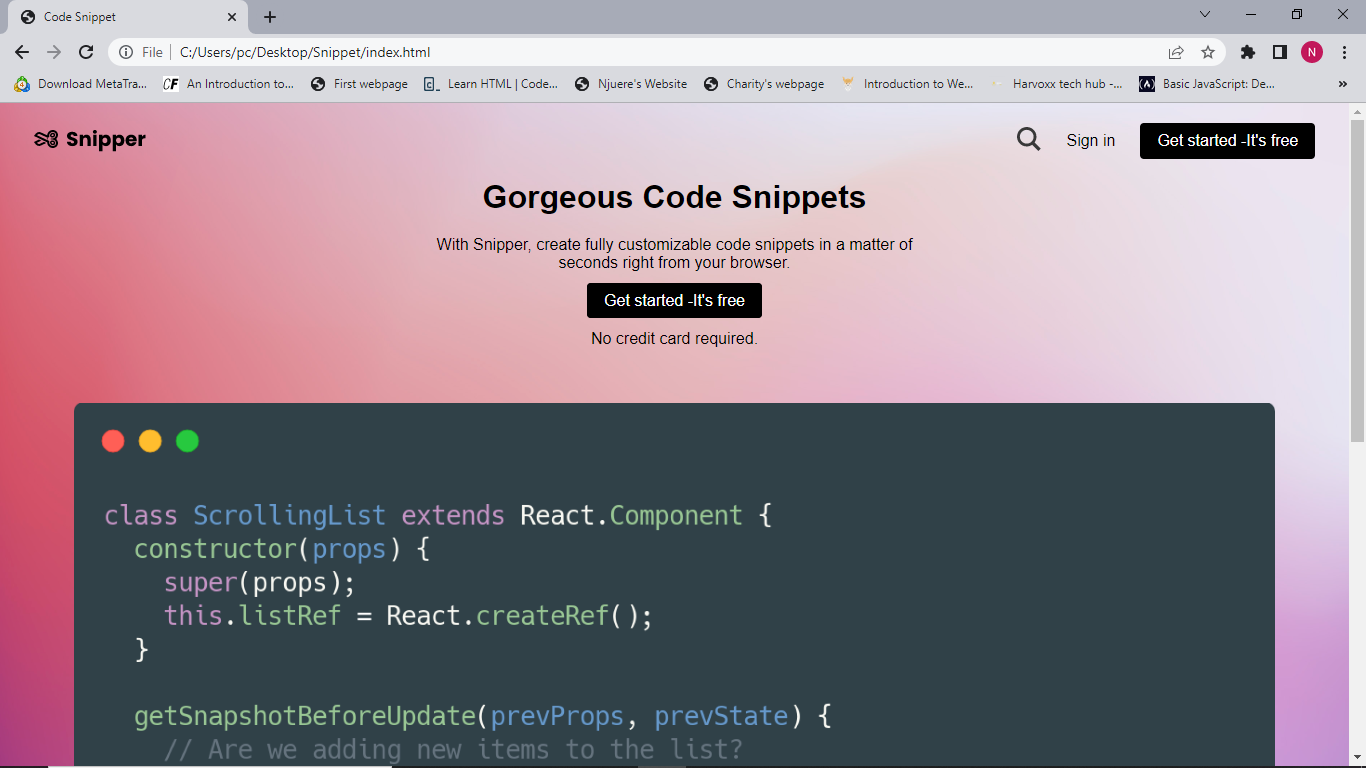 Code Snippet
File
C:/Users/pc/Desktop/Snippet/index.html
N
Download MetaTra...
CF
An Introduction to...
First webpage
Learn HTML | Code...
Njuere's Website
Charity's webpage
Introduction to We...
Harvoxx tech hub -...
Basic JavaScript: De...
»
Snipper
Sign in
Get started -It's free
Gorgeous Code Snippets
With Snipper, create fully customizable code snippets in a matter of
seconds right from your browser.
Get started -It's free
No credit card required.
class ScrollingList extends React.Component {
  constructor(props) {
    super(props);
    this.listRef = React.createRef();
  }
  getSnapshotBeforeUpdate(prevProps, prevState) {
    // Are we adding new items to the list?